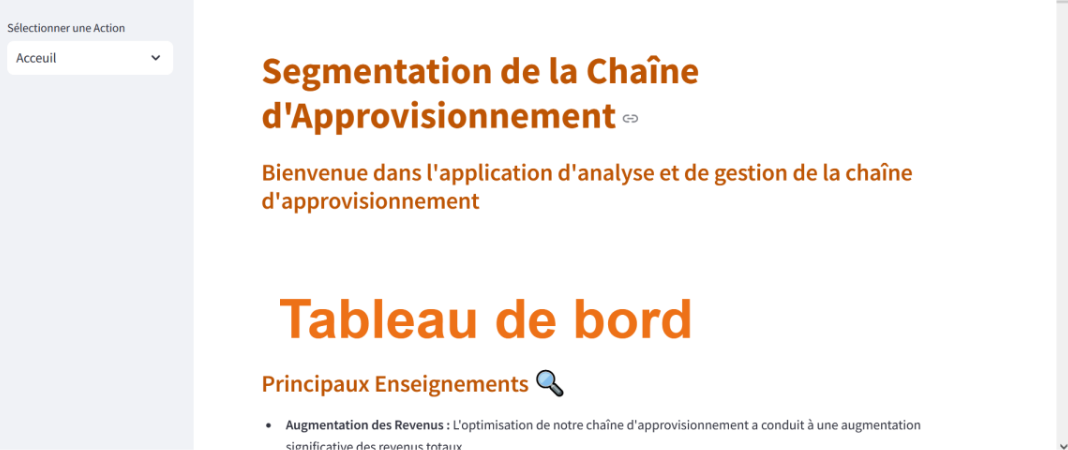 Sélectionner une Action
Acceuil
Segmentation de la Chaîne
d'Approvisionnement
Bienvenue dans l'application d'analyse et de gestion de la chaîne
d'approvisionnement
Tableau de bord
Principaux Enseignements
• Augmentation des Revenus : L'optimisation de notre chaîne d'approvisionnement a conduit à une augmentation
significative des revenus totaux